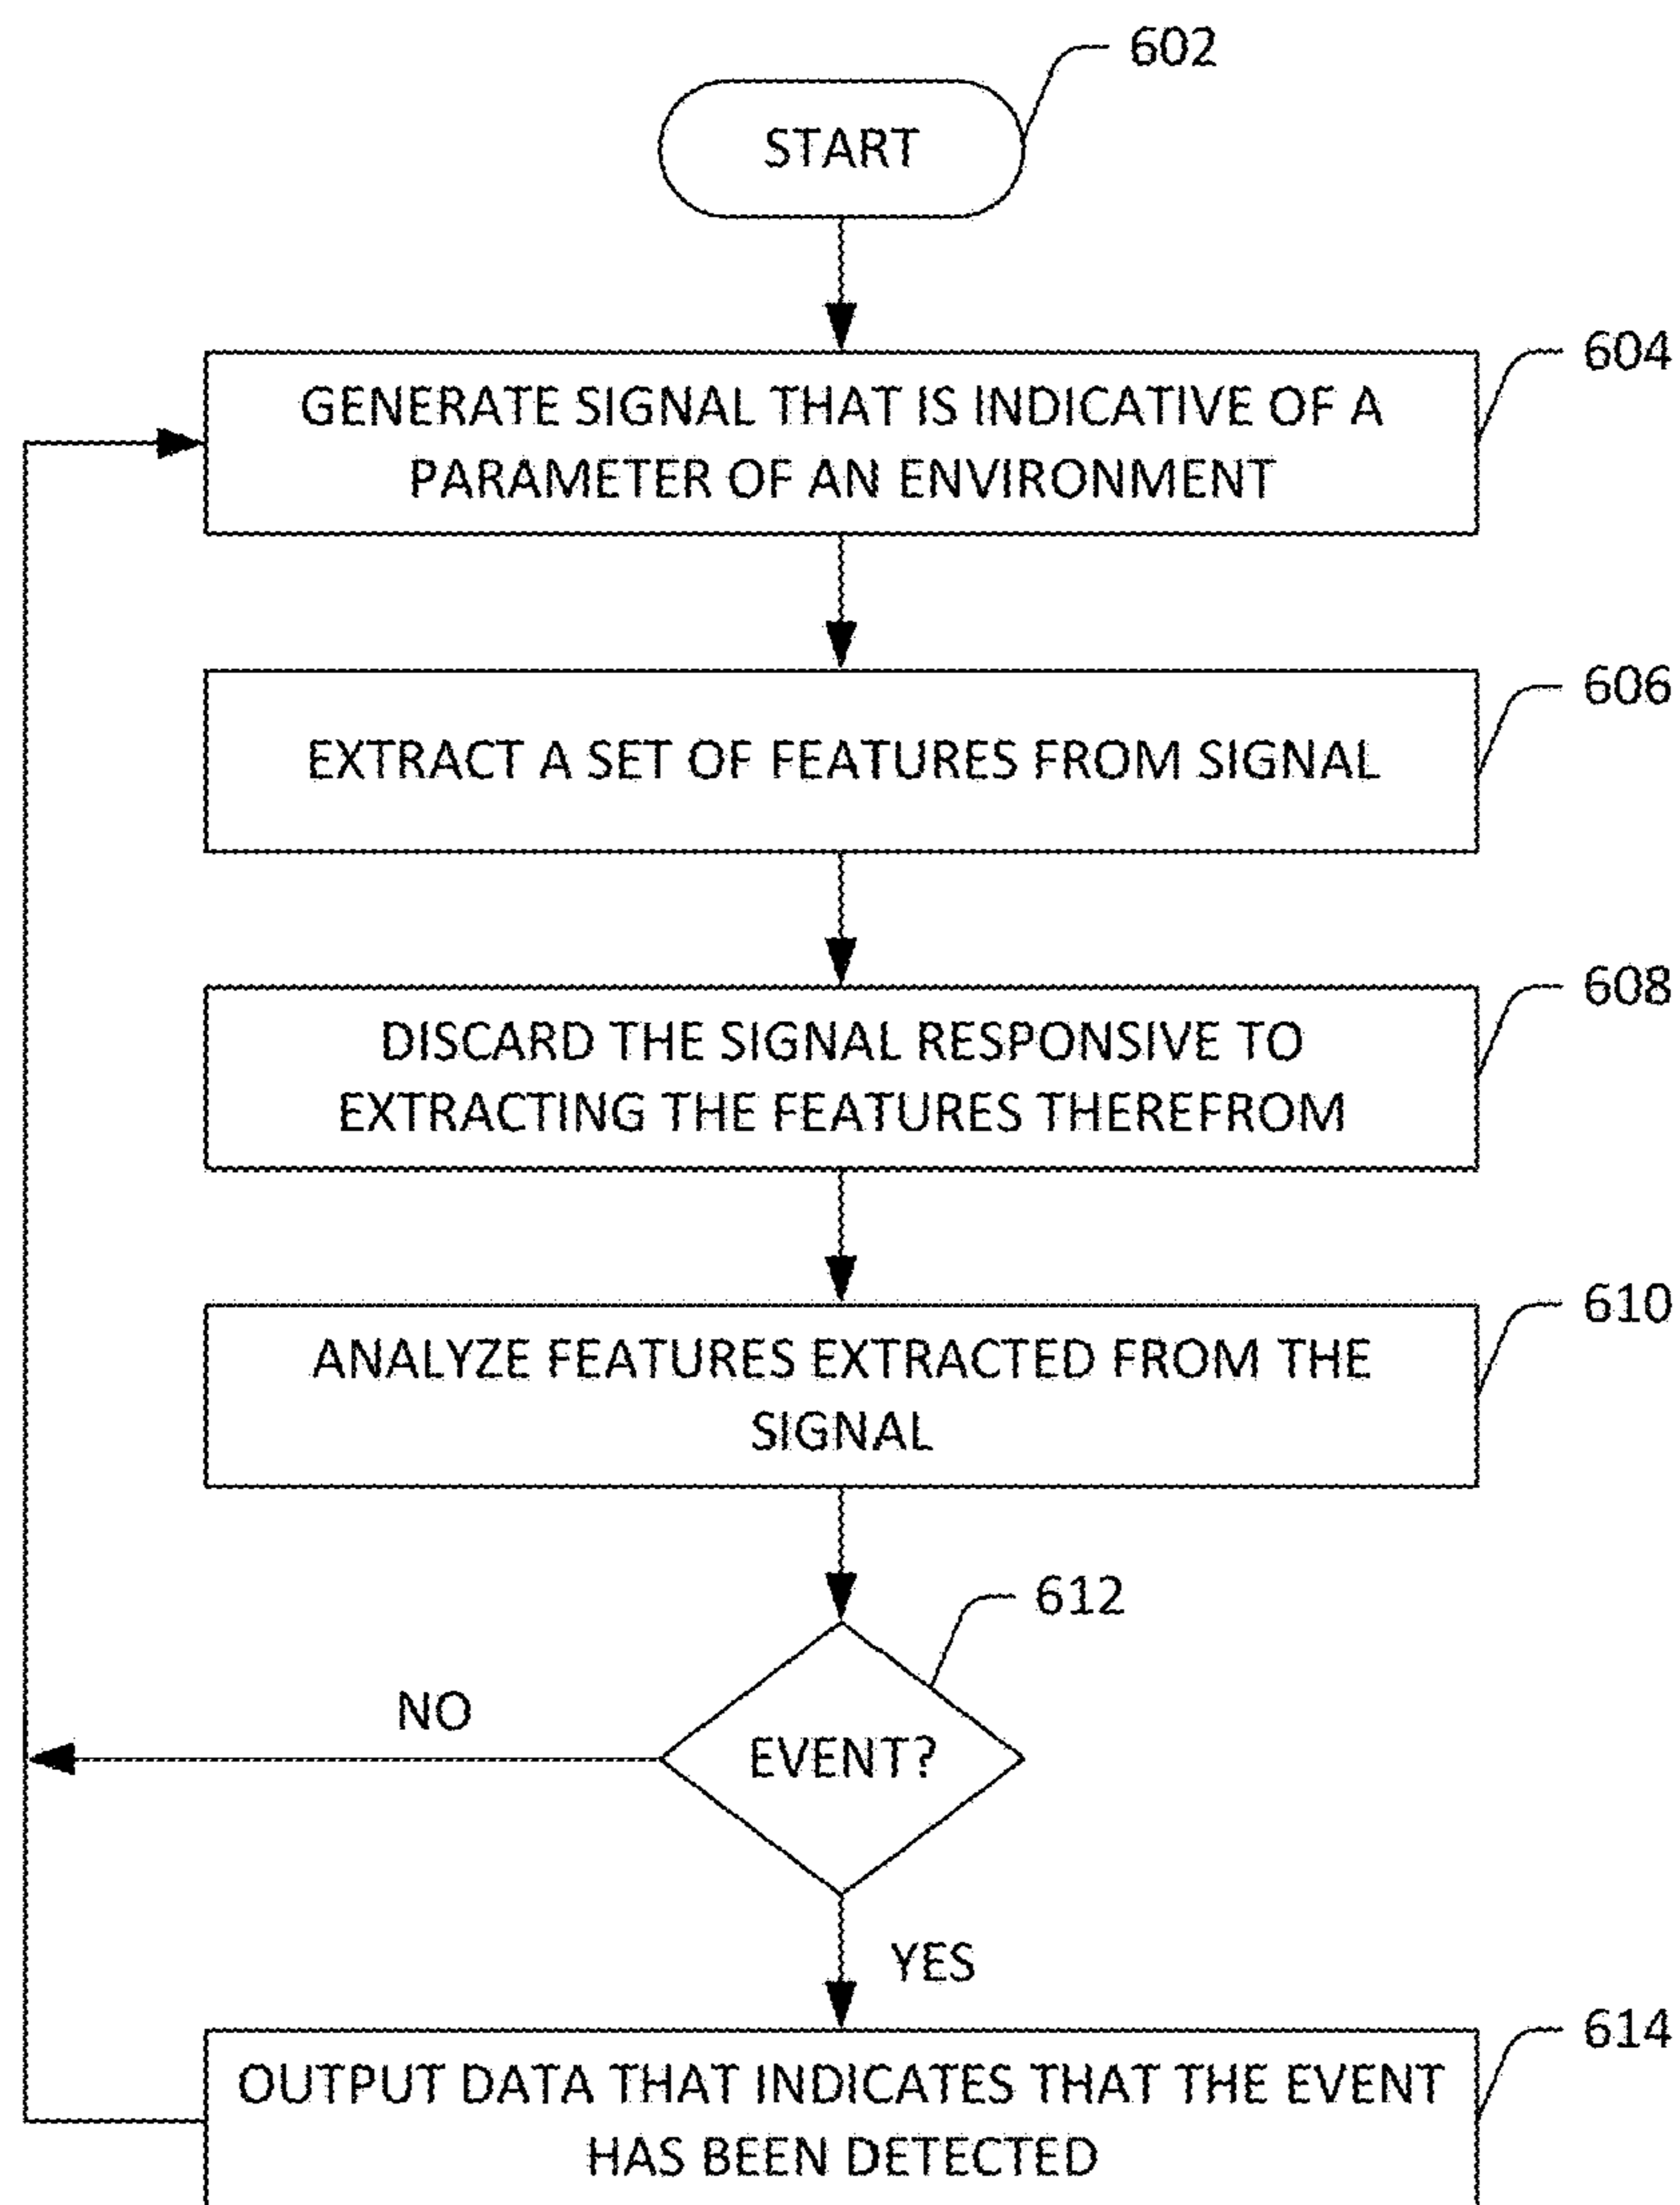 602
START
604
GENERATE SIGNAL THAT IS INDICATIVE OF A
PARAMETER OF AN ENVIRONMENT
606
EXTRACT A SET OF FEATURES FROM SIGNAL
608
DISCARD THE SIGNAL RESPONSIVE TO
EXTRACTING THE FEATURES THEREFROM
610
ANALYZE FEATURES EXTRACTED FROM THE
SIGNAL
612
NO
EVENT?
YES
614
OUTPUT DATA THAT INDICATES THAT THE EVENT
HAS BEEN DETECTED